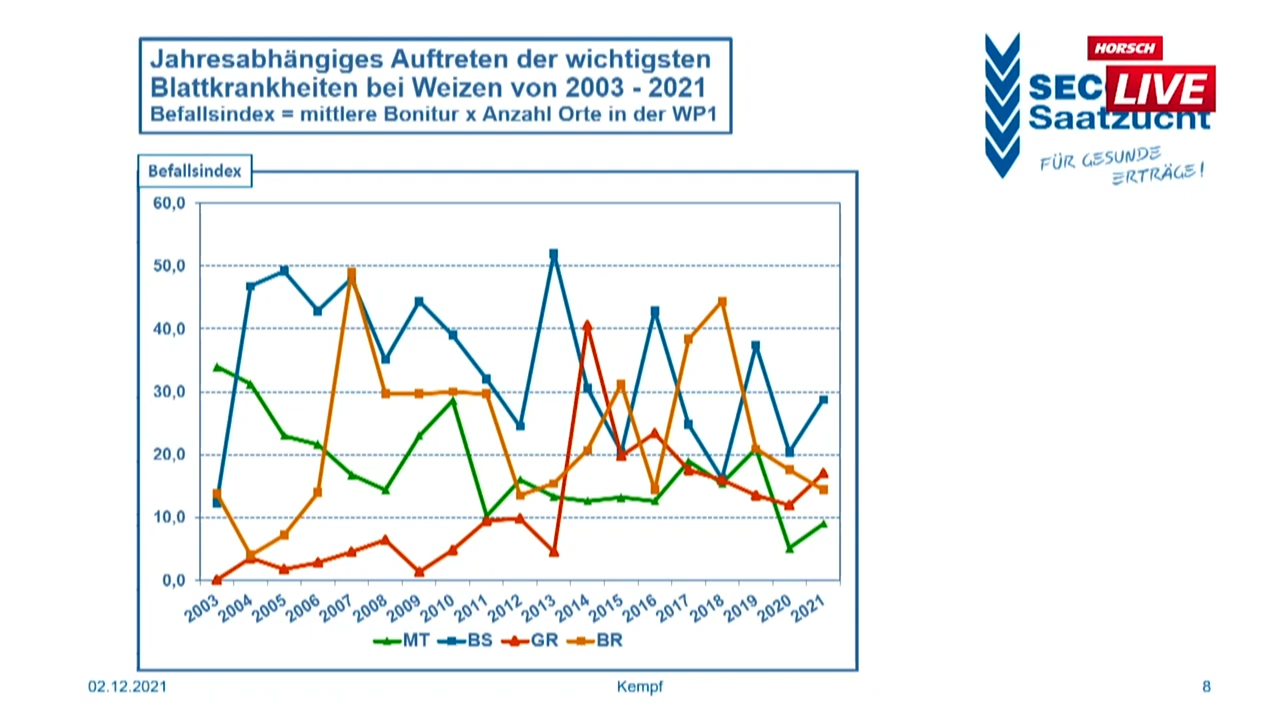 Jahresabhängiges Auftreten der wichtigsten
Blattkrankheiten bei Weizen von 2003 - 2021
Befallsindex = mittlere Bonitur x Anzahl Orte in der WP1
HORSCH
LIVE
SEC
Saatzucht
FÜR GESUNDE
ERTRÄGE!
Befallsindex
60,0
50,0
40,0
30,0
20,0
10,0
0,0
2003 2004 2005 2006 2007 2008 2009 2010 2011 2012 2013 2014 2015 2016 2017 2018 2019 2020 2021
MT BS GR BR
02.12.2021 Kempf 8